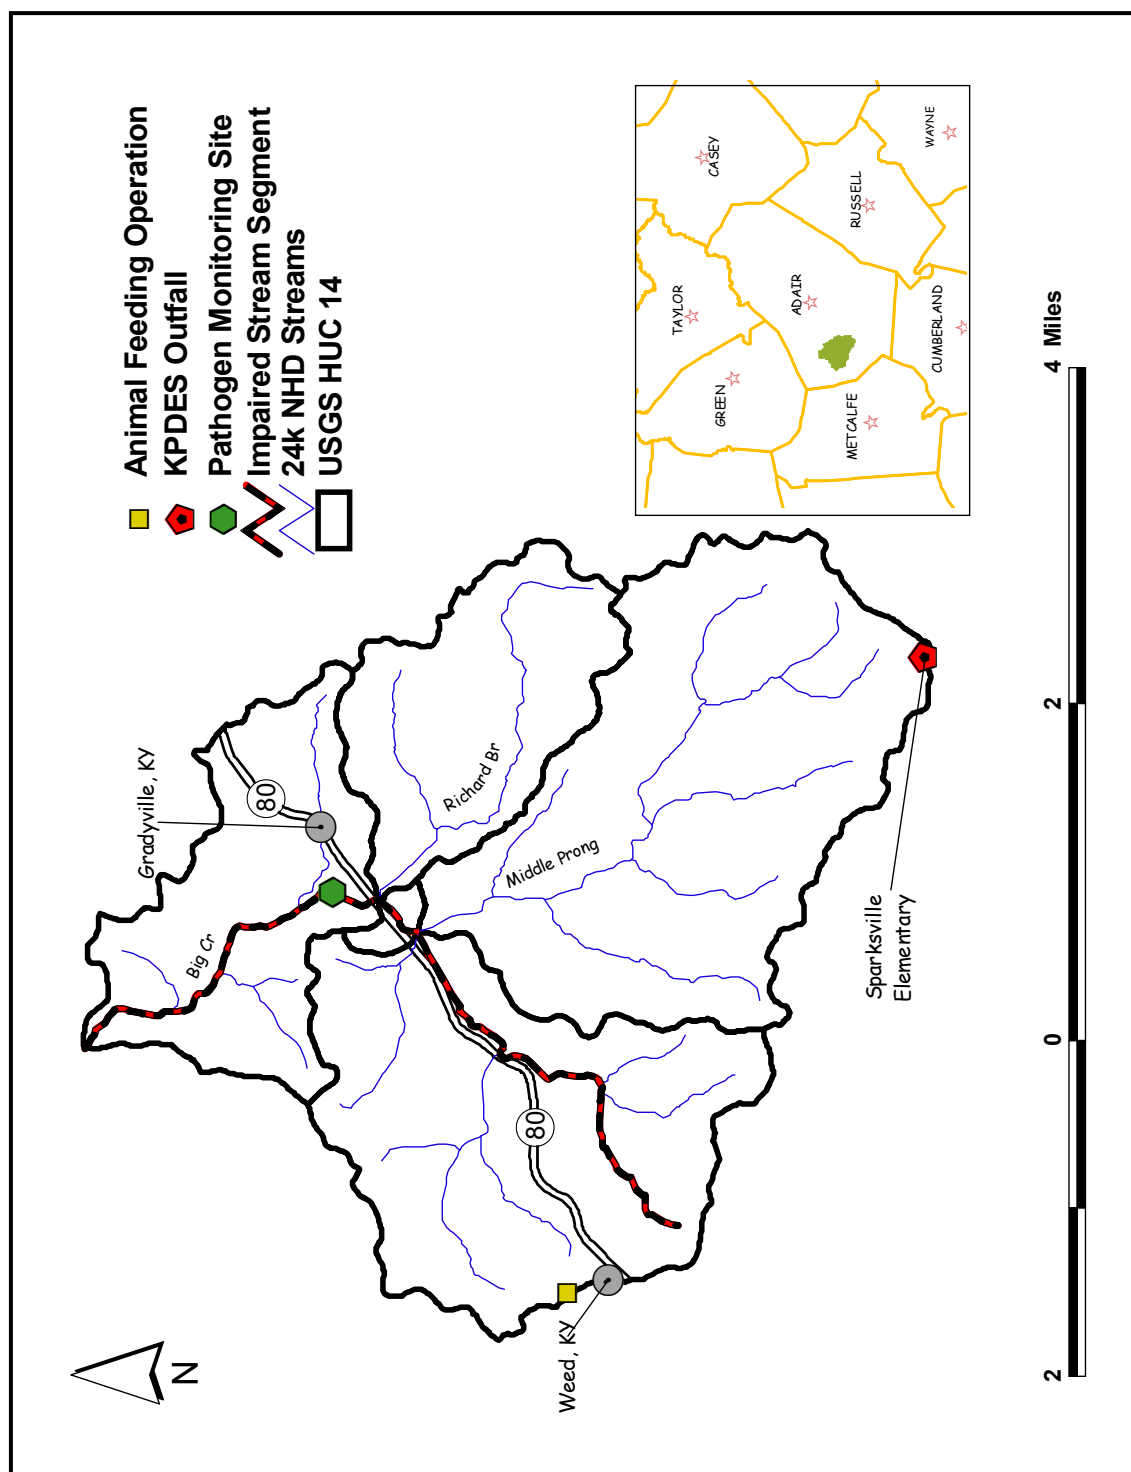 Animal Feeding Operation
KPDES Outfall
Pathogen Monitoring Site
Impaired Stream Segment
24k NHD Streams
USGS HUC 14
N
Gradyville, KY
80
Big Cr
Richard Br
Middle Prong
80
Weed, KY
Sparksville
Elementary
CASEY
TAYLOR
GREEN
ADAIR
RUSSELL
WAYNE
METCALFE
CUMBERLAND
2
0
2
4 Miles